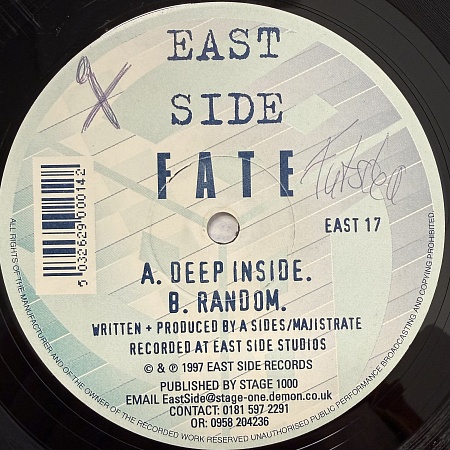 EAST
SIDE
FATE
EAST 17
5 032629 000142
A. DEEP INSIDE.
B. RANDOM.
WRITTEN + PRODUCED BY A SIDES/MAJISTRATE
RECORDED AT EAST SIDE STUDIOS
© & ℗ 1997 EAST SIDE RECORDS
PUBLISHED BY STAGE 1000
EMAIL EastSide@stage-one.demon.co.uk
CONTACT: 0181 597 2291
OR: 0958 204236
ALL RIGHTS OF THE MANUFACTURER AND OF THE OWNER OF THE RECORDED WORK RESERVED UNAUTHORISED PUBLIC PERFORMANCE BROADCASTING AND COPYING PROHIBITED.